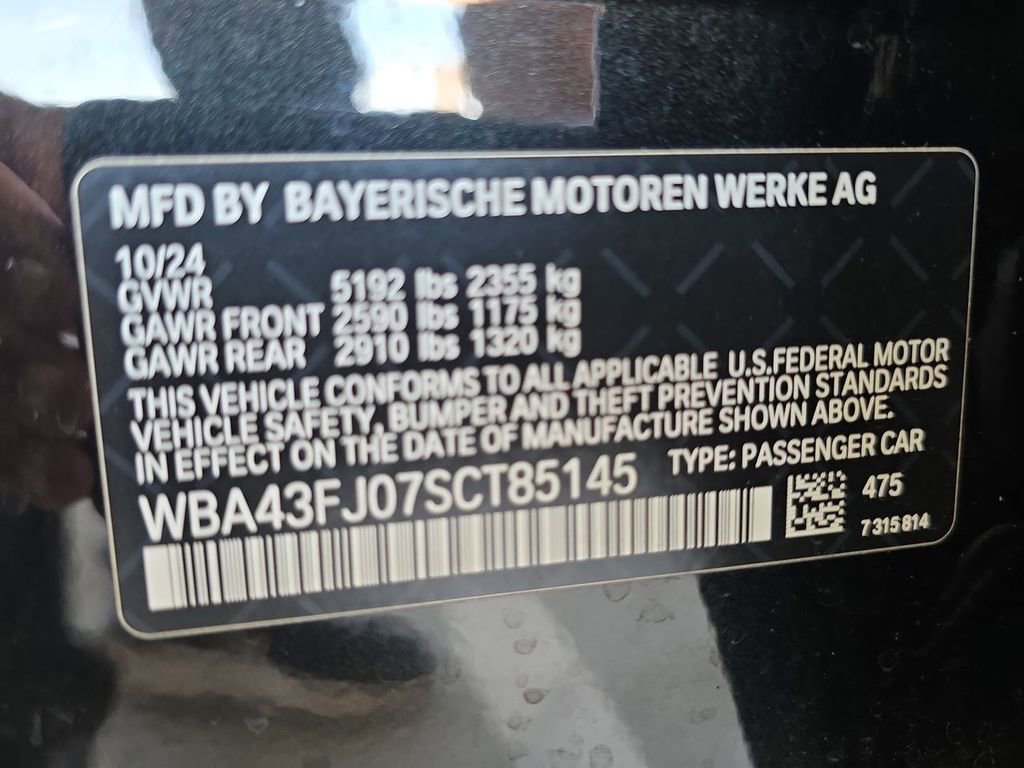 MFD BY BAYERISCHE MOTOREN WERKE AG
10/24
GVWR 5192 lbs 2355 kg
GAWR FRONT 2590 lbs 1175 kg
GAWR REAR 2910 lbs 1320 kg
THIS VEHICLE CONFORMS TO ALL APPLICABLE U.S.FEDERAL MOTOR
VEHICLE SAFETY, BUMPER AND THEFT PREVENTION STANDARDS
IN EFFECT ON THE DATE OF MANUFACTURE SHOWN ABOVE.
WBA43FJ07SCT85145 TYPE: PASSENGER CAR
475
7315814